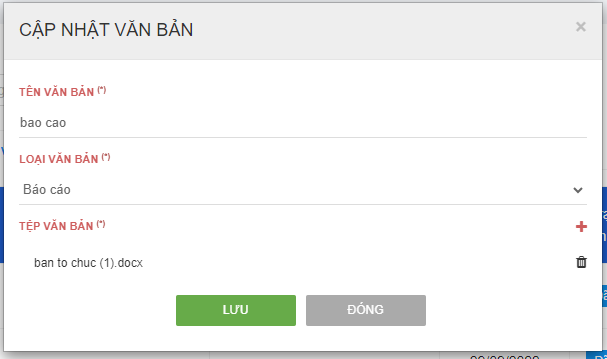 CẬP NHẬT VĂN BẢN
×
TÊN VĂN BẢN (*)
bao cao
LOẠI VĂN BẢN (*)
Báo cáo
TỆP VĂN BẢN (*)
ban to chuc (1).docx
LƯU ĐÓNG